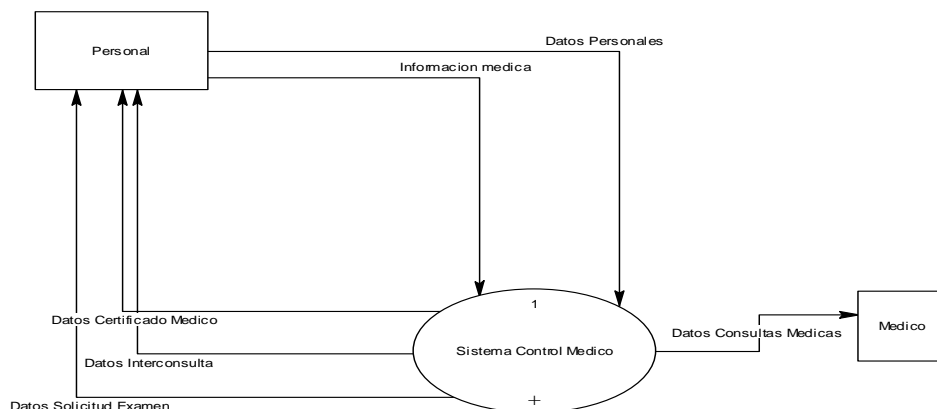 Personal
Datos Personales
Informacion medica
1
Datos Certificado Medico
Sistema Control Medico
Datos Consultas Medicas
Medico
Datos Interconsulta
+
Datos Solicitud Examen